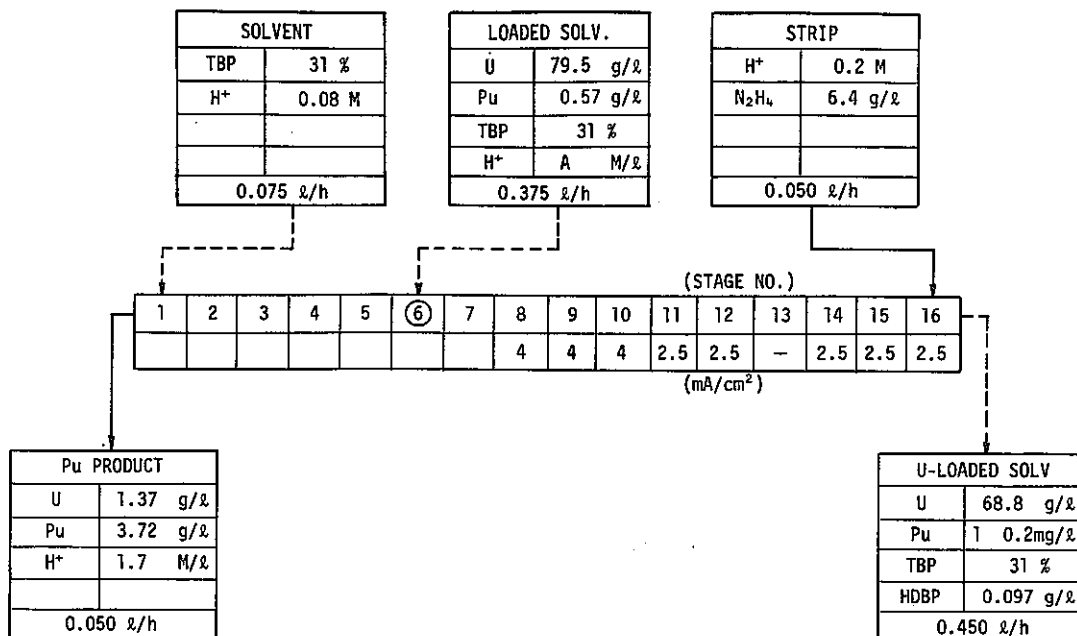 SOLVENT
TBP 31 %
H⁺ 0.08 M
0.075 ℓ/h
LOADED SOLV.
U 79.5 g/ℓ
Pu 0.57 g/ℓ
TBP 31 %
H⁺ A M/ℓ
0.375 ℓ/h
STRIP
H⁺ 0.2 M
N₂H₄ 6.4 g/ℓ
0.050 ℓ/h
(STAGE NO.)
1 2 3 4 5 6 7 8 9 10 11 12 13 14 15 16
4 4 4 2.5 2.5 — 2.5 2.5 2.5
(mA/cm²)
Pu PRODUCT
U 1.37 g/ℓ
Pu 3.72 g/ℓ
H⁺ 1.7 M/ℓ
0.050 ℓ/h
U-LOADED SOLV
U 68.8 g/ℓ
Pu 1 0.2mg/ℓ
TBP 31 %
HDBP 0.097 g/ℓ
0.450 ℓ/h